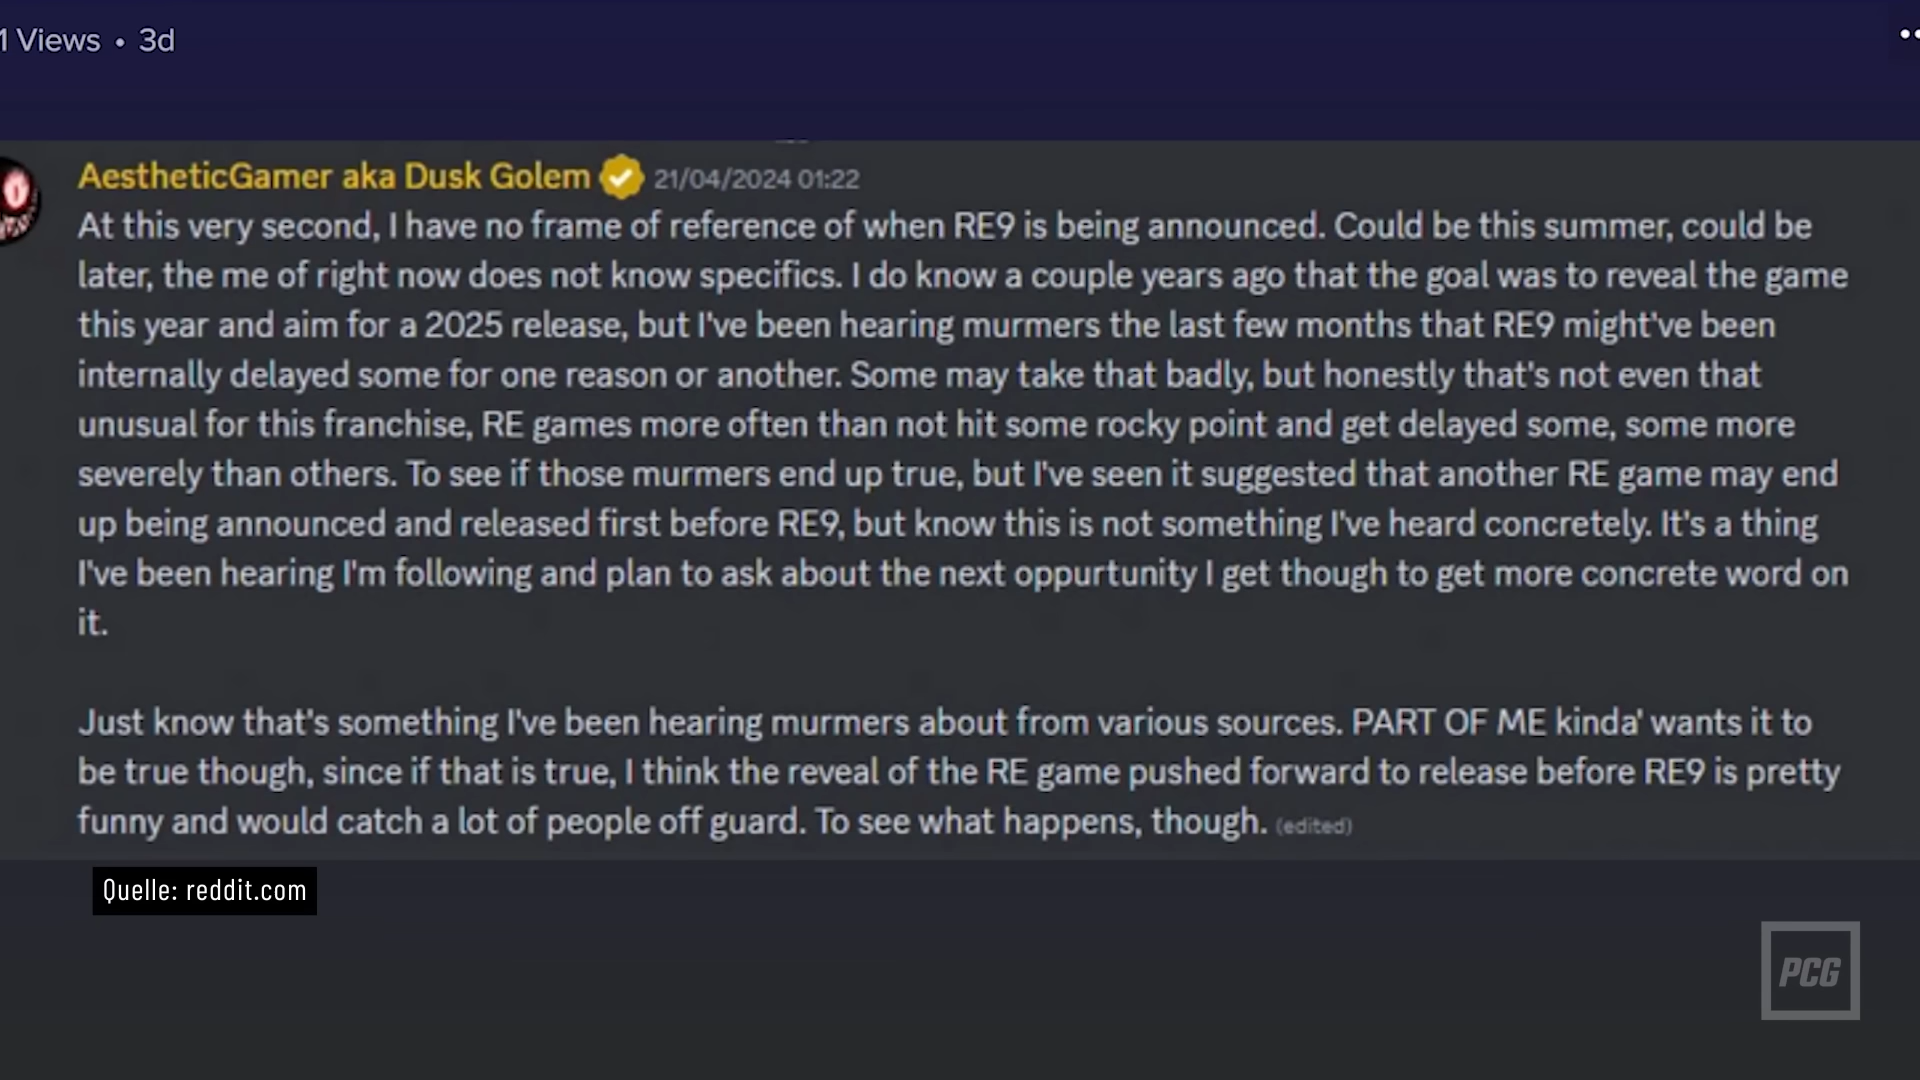 1 Views • 3d
AestheticGamer aka Dusk Golem 21/04/2024 01:22
At this very second, I have no frame of reference of when RE9 is being announced. Could be this summer, could be
later, the me of right now does not know specifics. I do know a couple years ago that the goal was to reveal the game
this year and aim for a 2025 release, but I've been hearing murmers the last few months that RE9 might've been
internally delayed some for one reason or another. Some may take that badly, but honestly that's not even that
unusual for this franchise, RE games more often than not hit some rocky point and get delayed some, some more
severely than others. To see if those murmers end up true, but I've seen it suggested that another RE game may end
up being announced and released first before RE9, but know this is not something I've heard concretely. It's a thing
I've been hearing I'm following and plan to ask about the next oppurtunity I get though to get more concrete word on
it.
Just know that's something I've been hearing murmers about from various sources. PART OF ME kinda' wants it to
be true though, since if that is true, I think the reveal of the RE game pushed forward to release before RE9 is pretty
funny and would catch a lot of people off guard. To see what happens, though. (edited)
Quelle: reddit.com
PCG